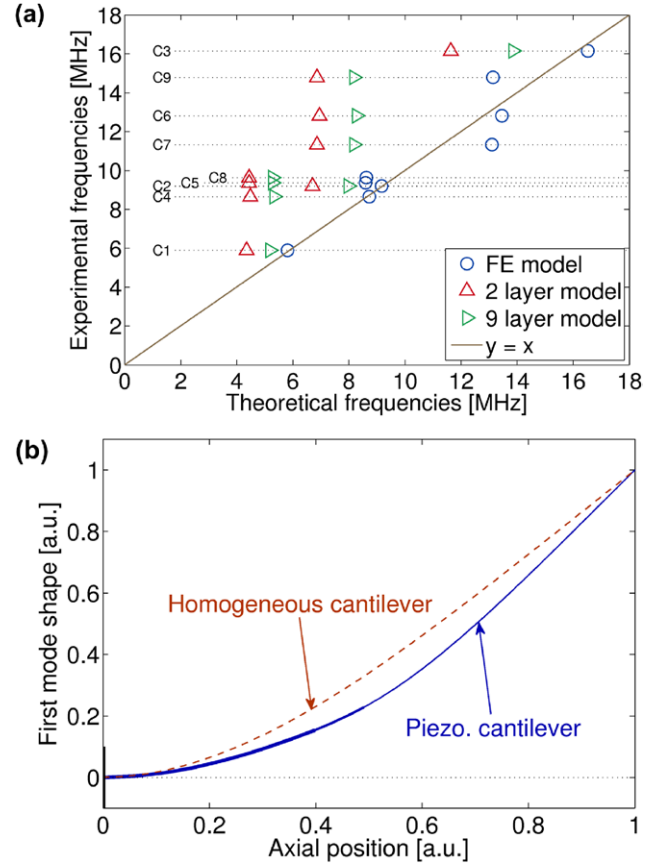 (a)
18
16
14
12
10
8
6
4
2
0
Experimental frequencies [MHz]
C3
C9
C6
C7
C8
C5
C2
C4
C1
FE model
2 layer model
9 layer model
y = x
0 2 4 6 8 10 12 14 16 18
Theoretical frequencies [MHz]
(b)
1
0.8
0.6
0.4
0.2
0
First mode shape [a.u.]
Homogeneous cantilever
Piezo. cantilever
0 0.2 0.4 0.6 0.8 1
Axial position [a.u.]